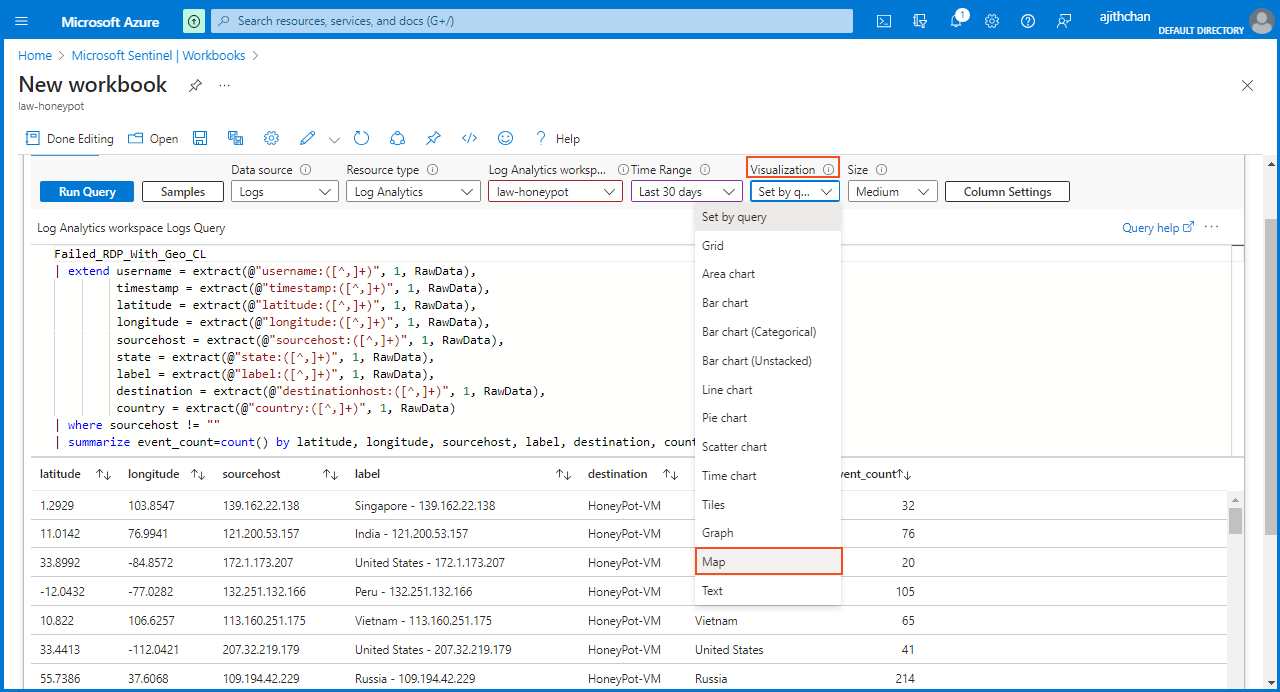 Microsoft Azure
Search resources, services, and docs (G+/)
1
ajithchan
DEFAULT DIRECTORY
Home > Microsoft Sentinel | Workbooks >
New workbook
...
law-honeypot
Done Editing
Open
? Help
Data source
Resource type
Log Analytics worksp...
Time Range
Visualization
Size
Run Query
Samples
Logs
Log Analytics
law-honeypot
Last 30 days
Set by q...
Medium
Column Settings
Set by query
Grid
Area chart
Bar chart
Bar chart (Categorical)
Bar chart (Unstacked)
Line chart
Pie chart
Scatter chart
Time chart
Tiles
Graph
Map
Text
Log Analytics workspace Logs Query
Query help
...
Failed_RDP_With_Geo_CL
| extend username = extract(@"username:([^,]+)", 1, RawData),
timestamp = extract(@"timestamp:([^,]+)", 1, RawData),
latitude = extract(@"latitude:([^,]+)", 1, RawData),
longitude = extract(@"longitude:([^,]+)", 1, RawData),
sourcehost = extract(@"sourcehost:([^,]+)", 1, RawData),
state = extract(@"state:([^,]+)", 1, RawData),
label = extract(@"label:([^,]+)", 1, RawData),
destination = extract(@"destinationhost:([^,]+)", 1, RawData),
country = extract(@"country:([^,]+)", 1, RawData)
| where sourcehost != ""
| summarize event_count=count() by latitude, longitude, sourcehost, label, destination, count
latitude ↑↓ longitude ↑↓ sourcehost ↑↓ label ↑↓ destination ↑↓ vent_count↑↓
1.2929 103.8547 139.162.22.138 Singapore - 139.162.22.138 HoneyPot-VM 32
11.0142 76.9941 121.200.53.157 India - 121.200.53.157 HoneyPot-VM 76
33.8992 -84.8572 172.1.173.207 United States - 172.1.173.207 HoneyPot-VM 20
-12.0432 -77.0282 132.251.132.166 Peru - 132.251.132.166 HoneyPot-VM 105
10.822 106.6257 113.160.251.175 Vietnam - 113.160.251.175 HoneyPot-VM Vietnam 65
33.4413 -112.0421 207.32.219.179 United States - 207.32.219.179 HoneyPot-VM United States 41
55.7386 37.6068 109.194.42.229 Russia - 109.194.42.229 HoneyPot-VM Russia 214